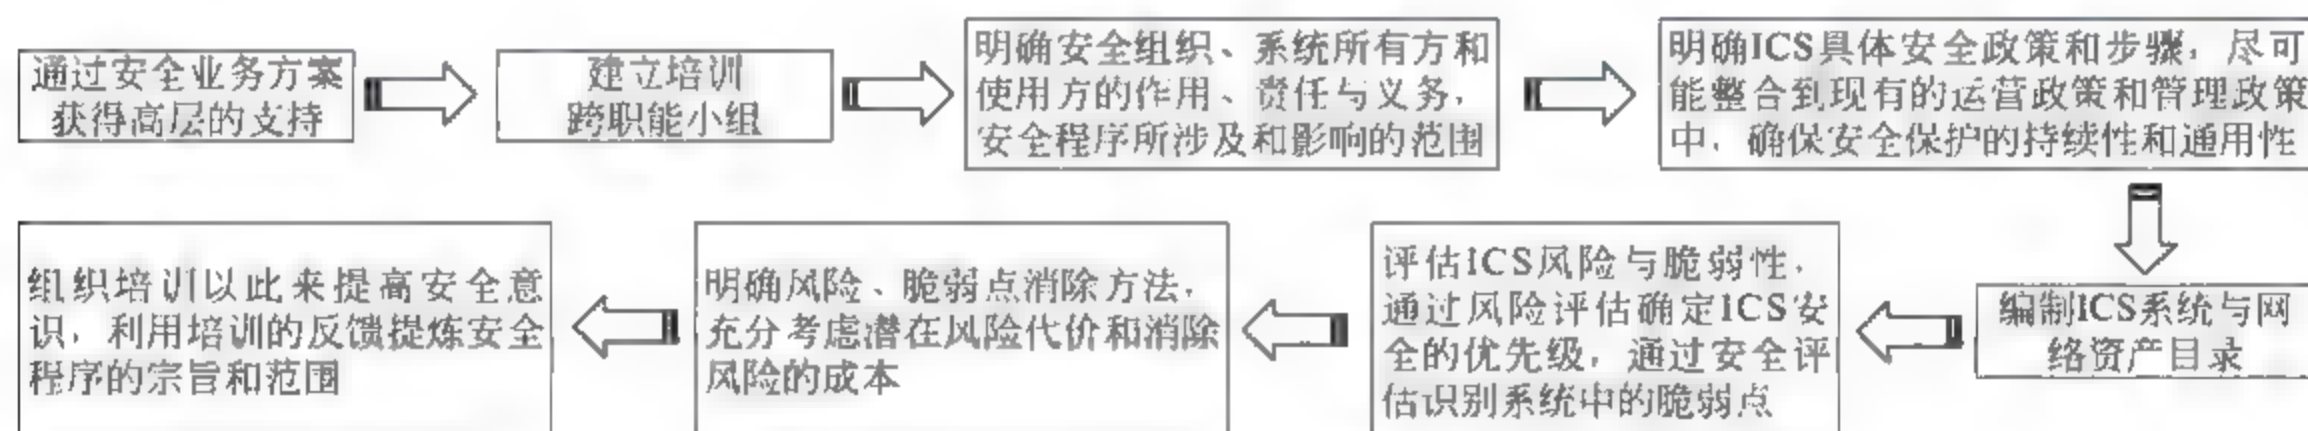 通过安全业务方案
获得高层的支持
建立培训
跨职能小组
明确安全组织、系统所有方和
使用方的作用、责任与义务，
安全程序所涉及和影响的范围
明确ICS具体安全政策和步骤，尽可
能整合到现有的运营政策和管理政策
中，确保安全保护的持续性和通用性
编制ICS系统与网
络资产目录
评估ICS风险与脆弱性，
通过风险评估确定ICS安
全的优先级，通过安全评
估识别系统中的脆弱点
明确风险、脆弱点消除方法，
充分考虑潜在风险代价和消除
风险的成本
组织培训以此来提高安全意
识，利用培训的反馈提炼安全
程序的宗旨和范围